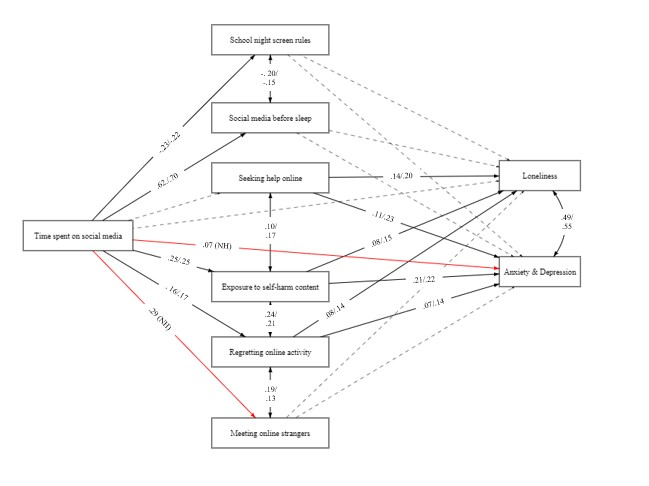 School night screen rules
-. 20/
-.15
Social media before sleep
-.23/-.22
.62/.70
Seeking help online
.14/.20
Loneliness
.11/.23
.49/
.55
.10/
.17
Time spent on social media
.07 (NH)
.08/.15
.25/.25
Anxiety & Depression
.21/.22
Exposure to self-harm content
.16/.17
.07/.14
.24/
.21
.08/.14
.29 (NH)
Regretting online activity
.19/
.13
Meeting online strangers